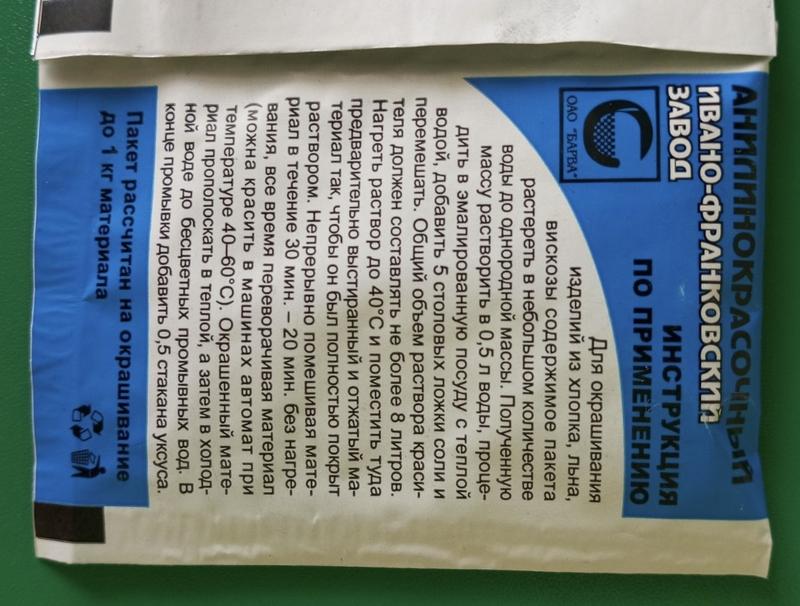 АНИЛИНОКРАСОЧНЫЙ
ИВАНО-ФРАНКОВСКИЙ
ЗАВОД
ОАО "БАРВА"
ИНСТРУКЦИЯ
ПО ПРИМЕНЕНИЮ
Для окрашивания
изделий из хлопка, льна,
вискозы содержимое пакета
растереть в небольшом количестве
воды до однородной массы. Полученную
массу растворить в 0,5 л воды, проце-
дить в эмалированную посуду с теплой
водой, добавить 5 столовых ложки соли и
перемешать. Общий объем раствора краси-
теля должен составлять не более 8 литров.
Нагреть раствор до 40°С и поместить туда
предварительно выстиранный и отжатый ма-
териал так, чтобы он был полностью покрыт
раствором. Непрерывно помешивая мате-
риал в течение 30 мин. – 20 мин. без нагре-
вания, все время переворачивая материал
(можна красить в машинах автомат при
температуре 40–60°С). Окрашенный мате-
риал прополоскать в теплой, а затем в холод-
ной воде до бесцветных промывных вод. В
конце промывки добавить 0,5 стакана уксуса.
Пакет рассчитан на окрашивание
до 1 кг материала